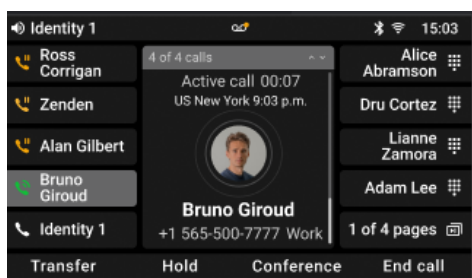 Identity 1
15:03
Ross
Corrigan
Zenden
Alan Gilbert
Bruno
Giroud
Identity 1
4 of 4 calls
Active call 00:07
US New York 9:03 p.m.
Bruno Giroud
+1 565-500-7777 Work
Alice
Abramson
Dru Cortez
Lianne
Zamora
Adam Lee
1 of 4 pages
Transfer
Hold
Conference
End call